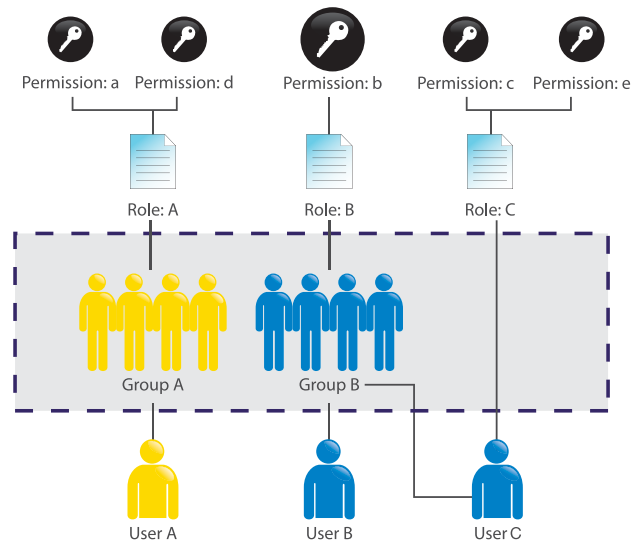 Permission: a
Permission: d
Permission: b
Permission: c
Permission: e
Role: A
Role: B
Role: C
Group A
Group B
User A
User B
User C